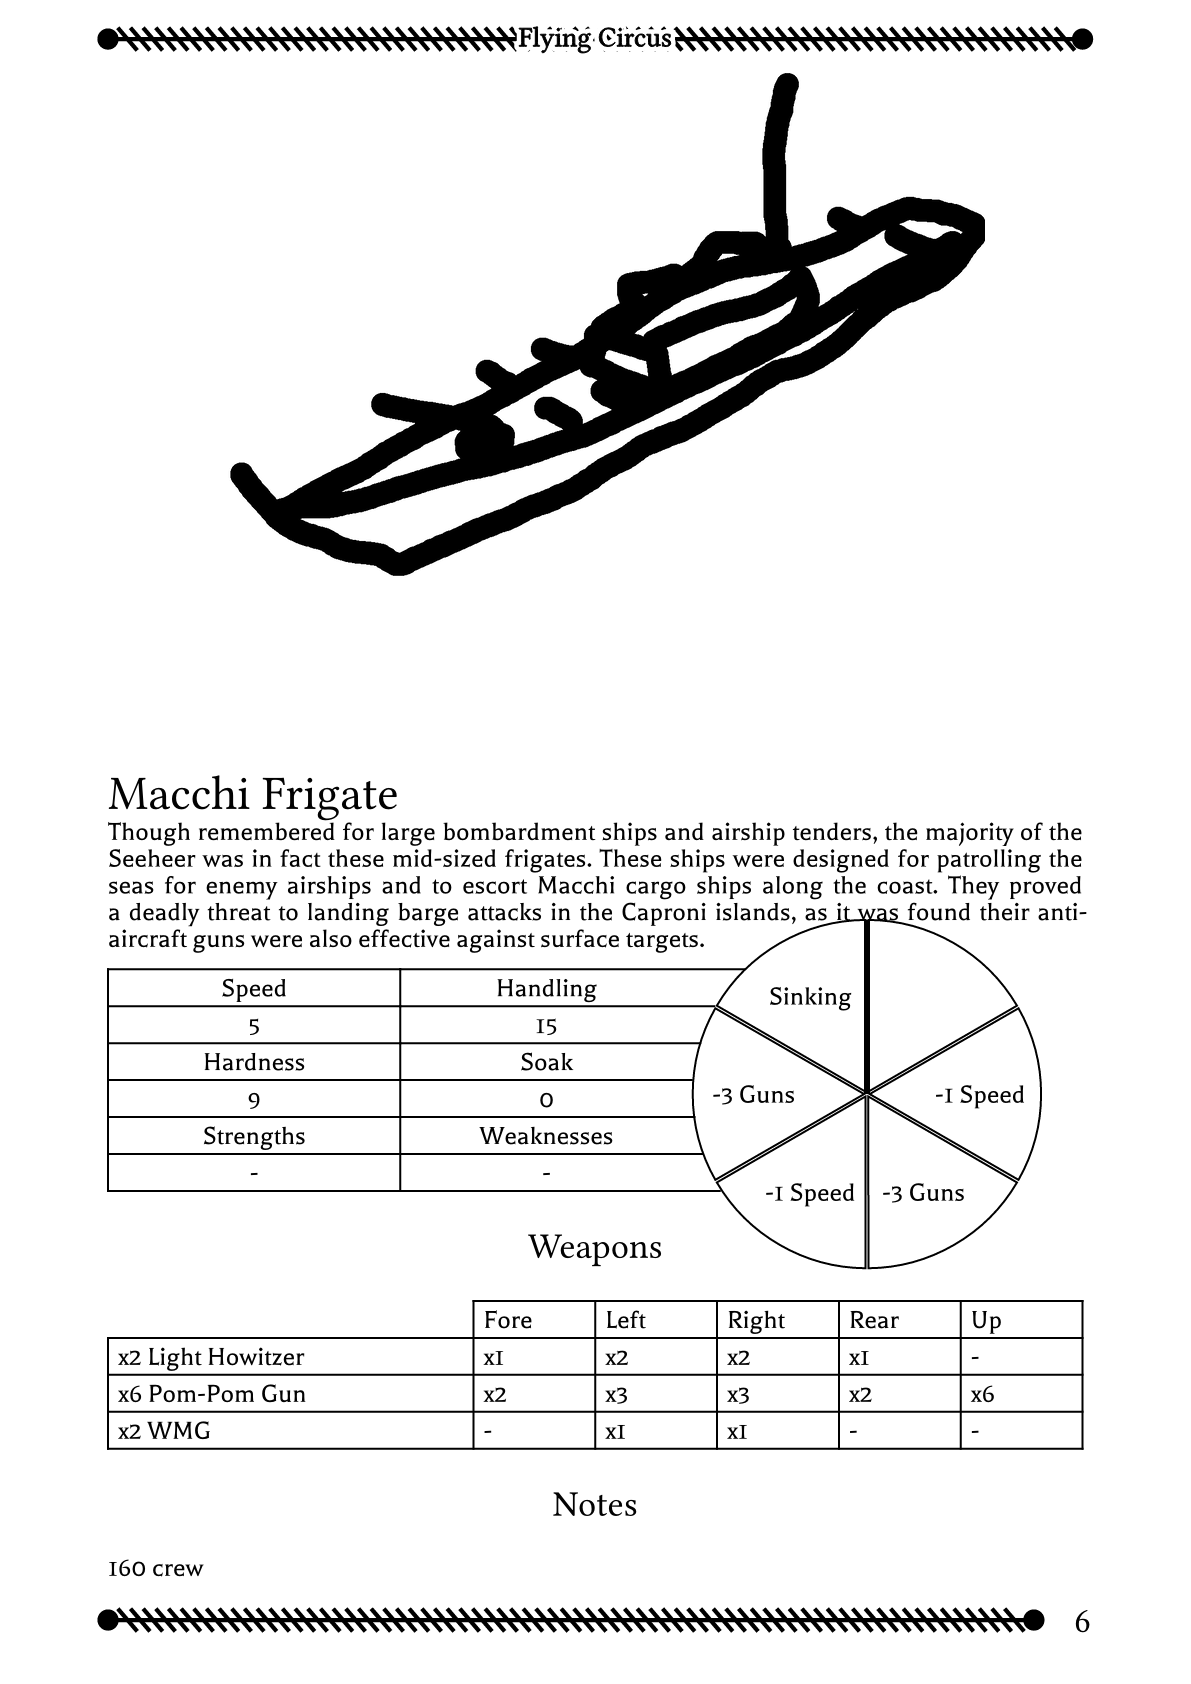 Flying Circus
Macchi Frigate
Though remembered for large bombardment ships and airship tenders, the majority of the
Seeheer was in fact these mid-sized frigates. These ships were designed for patrolling the
seas for enemy airships and to escort Macchi cargo ships along the coast. They proved
a deadly threat to landing barge attacks in the Caproni islands, as it was found their anti-
aircraft guns were also effective against surface targets.
Speed Handling
5 15
Hardness Soak
9 0
Strengths Weaknesses
- -
Sinking
-3 Guns -1 Speed
-1 Speed -3 Guns
Weapons
Fore Left Right Rear Up
x2 Light Howitzer x1 x2 x2 x1 -
x6 Pom-Pom Gun x2 x3 x3 x2 x6
x2 WMG - x1 x1 - -
Notes
160 crew
6